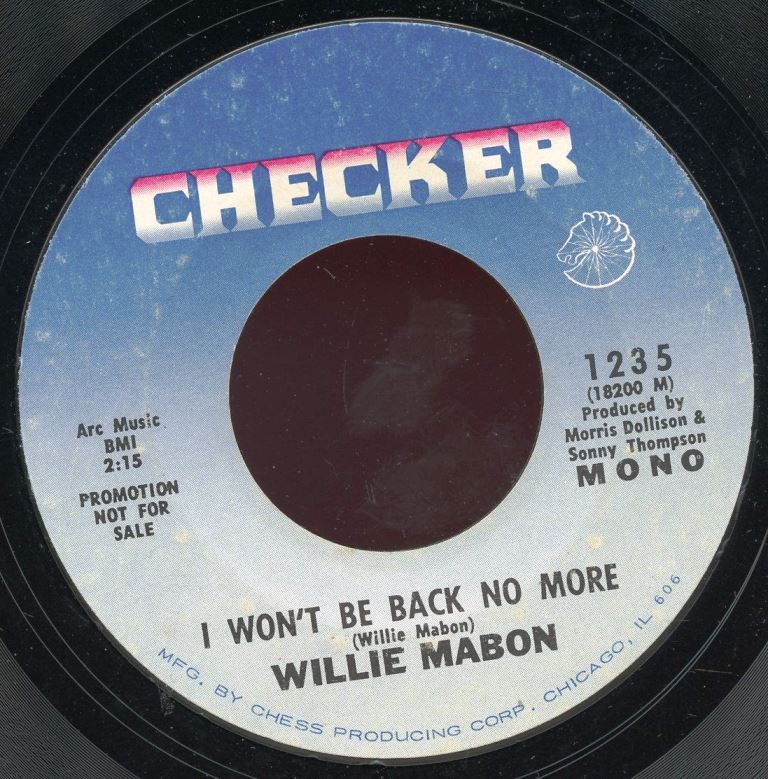 CHECKER
1235
(18200 M)
Produced by
Morris Dollison &
Sonny Thompson
MONO
Arc Music
BMI
2:15
PROMOTION
NOT FOR
SALE
I WON'T BE BACK NO MORE
(Willie Mabon)
WILLIE MABON
MFG. BY CHESS PRODUCING CORP. CHICAGO, IL 606